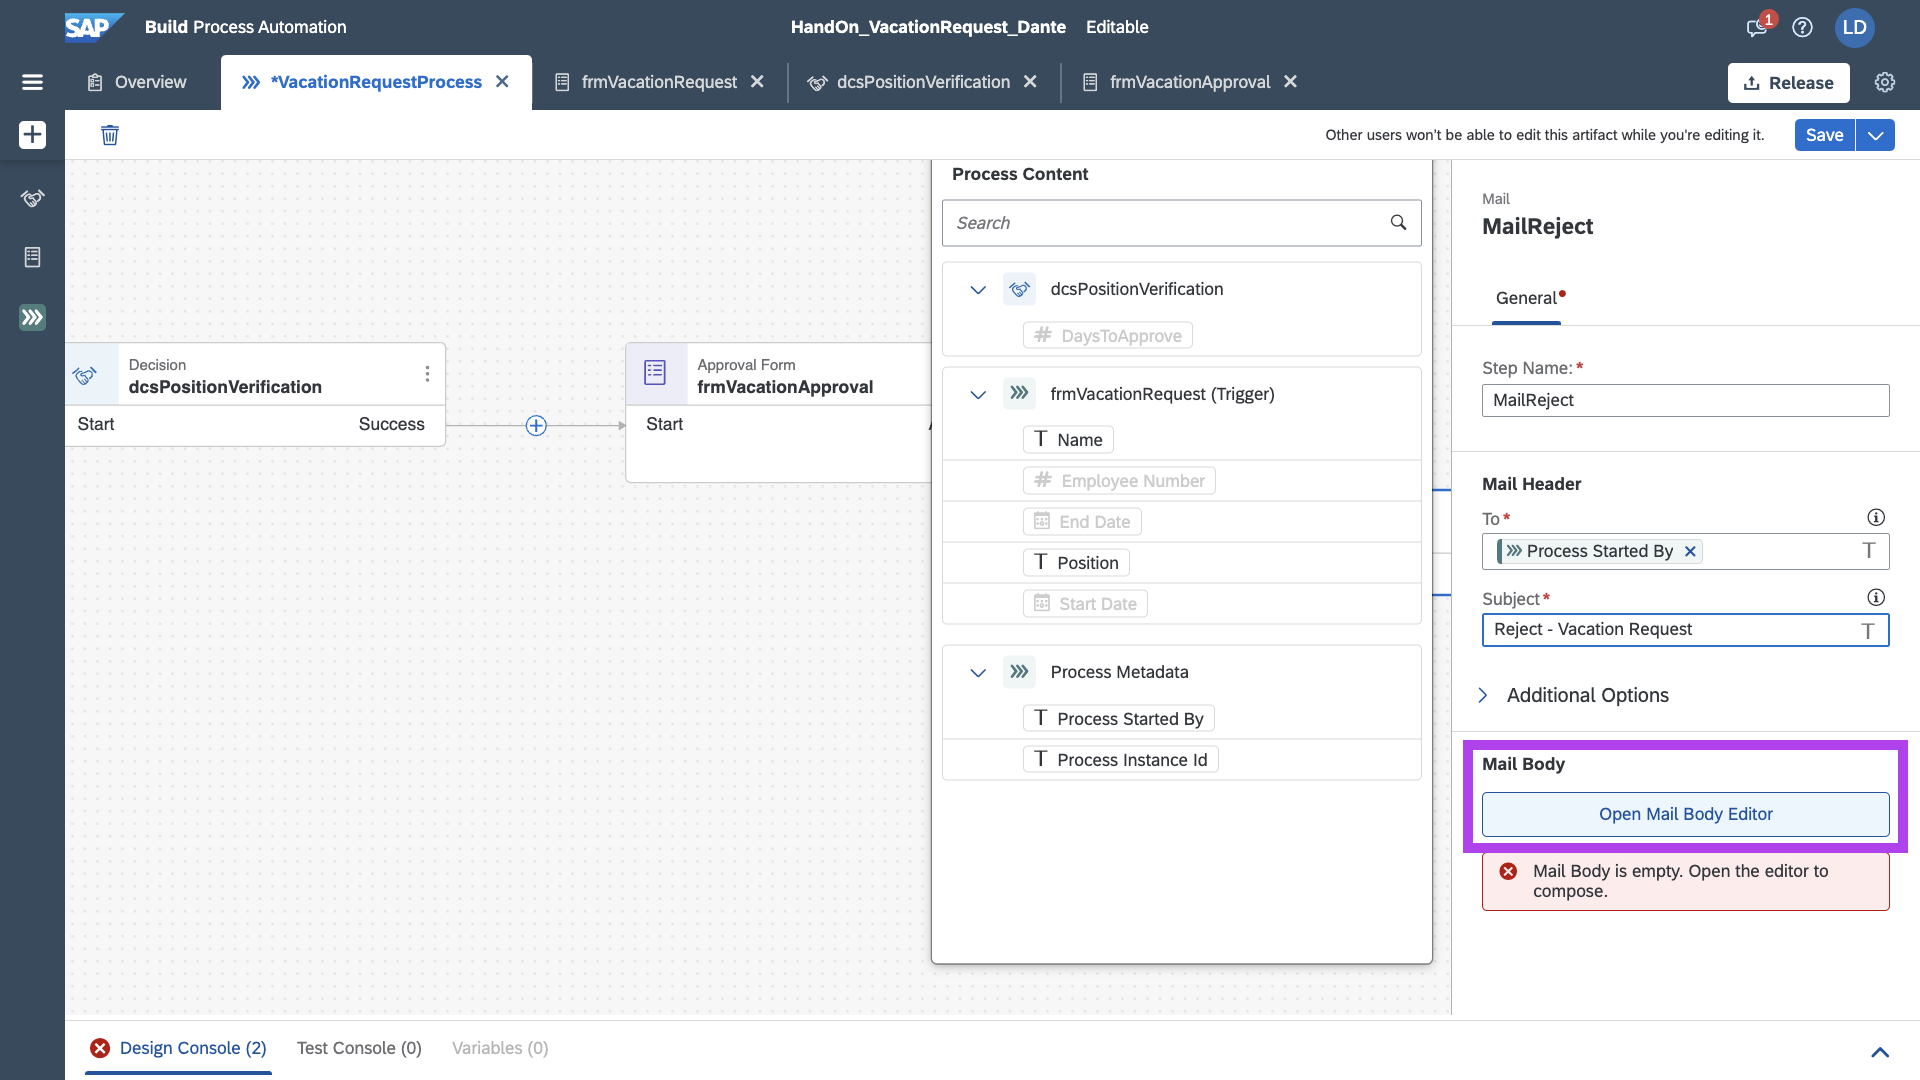 SAP Build Process Automation
HandOn_VacationRequest_Dante Editable
1
LD
Overview
*VacationRequestProcess
frmVacationRequest
dcsPositionVerification
frmVacationApproval
Release
Other users won't be able to edit this artifact while you're editing it.
Save
Decision
dcsPositionVerification
Start Success
Approval Form
frmVacationApproval
Start
Process Content
Search
dcsPositionVerification
# DaysToApprove
frmVacationRequest (Trigger)
T Name
# Employee Number
End Date
T Position
Start Date
Process Metadata
T Process Started By
T Process Instance Id
Mail
MailReject
General
Step Name:*
MailReject
Mail Header
To*
Process Started By T
Subject*
Reject - Vacation Request T
Additional Options
Mail Body
Open Mail Body Editor
Mail Body is empty. Open the editor to
compose.
Design Console (2) Test Console (0) Variables (0)